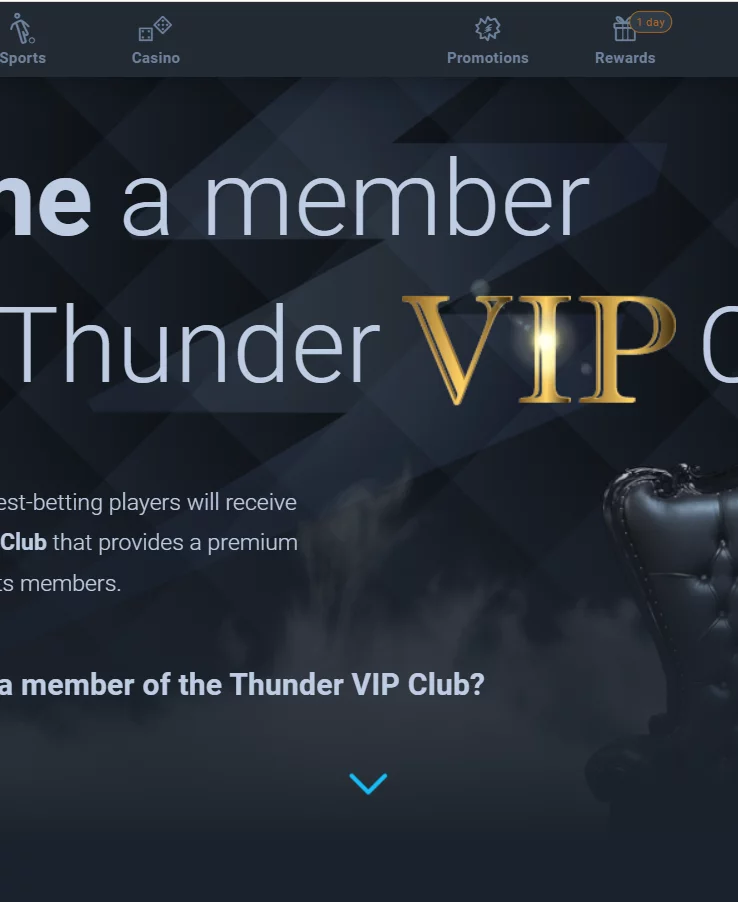 Sports
Casino
Promotions
Rewards
1 day
ne a member
Thunder VIP C
est-betting players will receive
Club that provides a premium
ts members.
a member of the Thunder VIP Club?